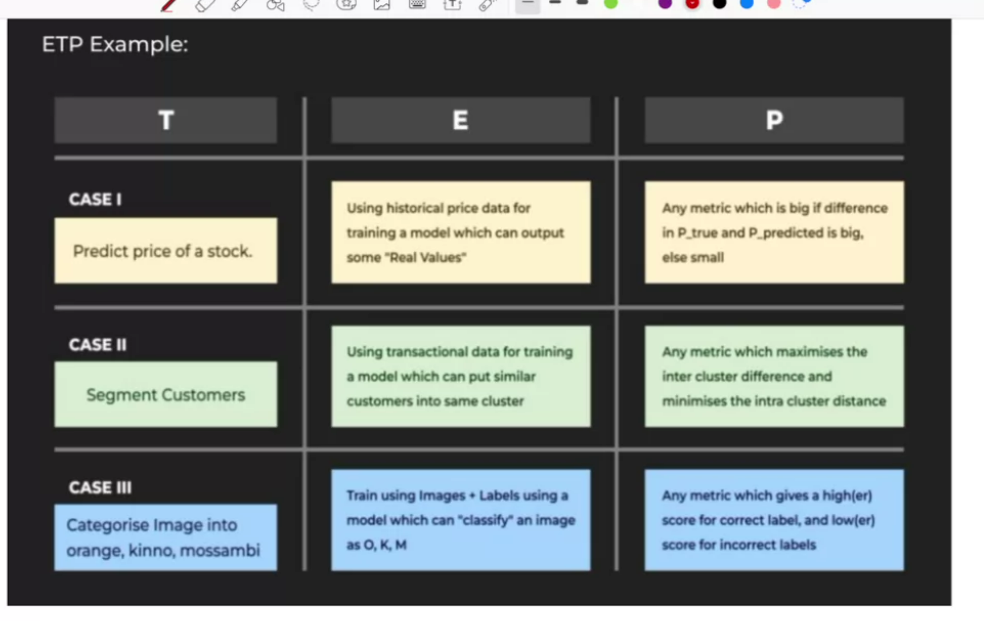 ETP Example:
T
E
P
CASE I
Predict price of a stock.
Using historical price data for
training a model which can output
some "Real Values"
Any metric which is big if difference
in P_true and P_predicted is big,
else small
CASE II
Segment Customers
Using transactional data for training
a model which can put similar
customers into same cluster
Any metric which maximises the
inter cluster difference and
minimises the intra cluster distance
CASE III
Categorise Image into
orange, kinno, mossambi
Train using Images + Labels using a
model which can "classify" an image
as O, K, M
Any metric which gives a high(er)
score for correct label, and low(er)
score for incorrect labels